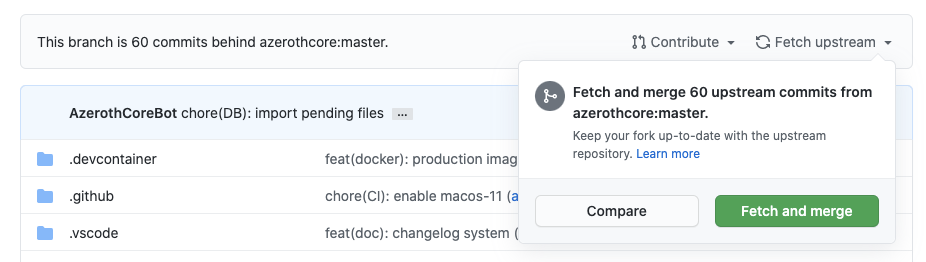 This branch is 60 commits behind azerothcore:master.
Contribute
Fetch upstream
Fetch and merge 60 upstream commits from
azerothcore:master.
Keep your fork up-to-date with the upstream
repository. Learn more
Compare
Fetch and merge
AzerothCoreBot chore(DB): import pending files ...
.devcontainer
feat(docker): production imag
.github
chore(CI): enable macos-11 (a
.vscode
feat(doc): changelog system (